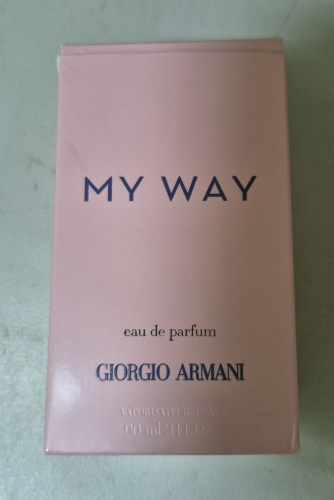 MY WAY
eau de parfum
GIORGIO ARMANI
90 ml